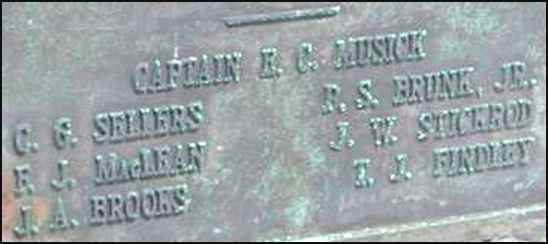 CAPTAIN E. C. MUSICK
C. G. SELLERS
P. S. BRUNK, JR.
F. J. MacLEAN
J. W. STICKROD
J. A. BROOKS
T. J. FINDLEY